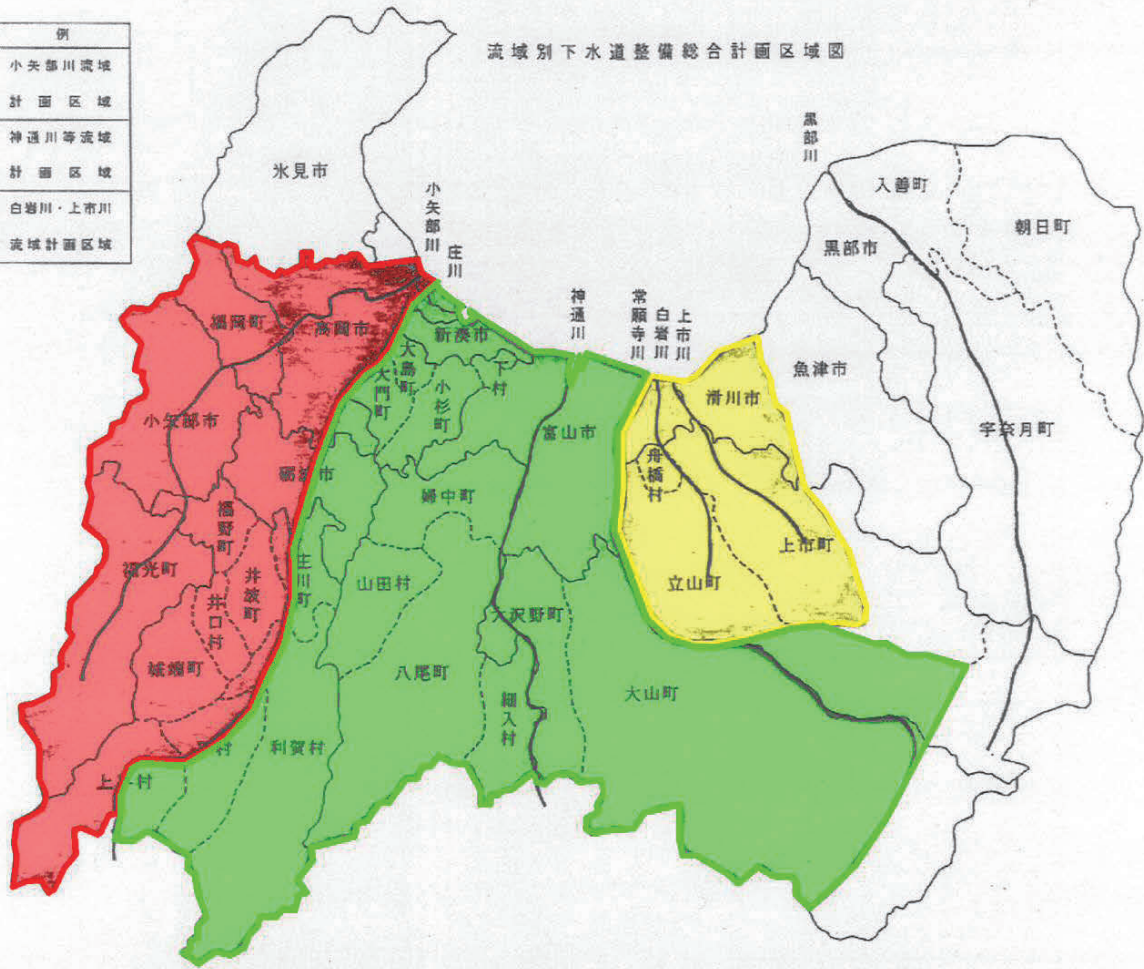 流域別下水道整備総合計画区域図
例
小矢部川流域
計画区域
神通川等流域
計画区域
白岩川・上市川
流域計画区域
氷見市
小矢部川
庄川
神通川
常願寺川
白岩川
上市川
黒部川
入善町
朝日町
黒部市
魚津市
宇奈月町
福岡町
高岡市
新湊市
大島町
大門町
小杉町
下村
富山市
滑川市
舟橋村
上市町
立山町
小矢部市
砺波市
婦中町
福野町
福光町
井波町
井口村
庄川町
山田村
城端町
八尾町
大沢野町
細入村
大山町
利賀村
村
上平村